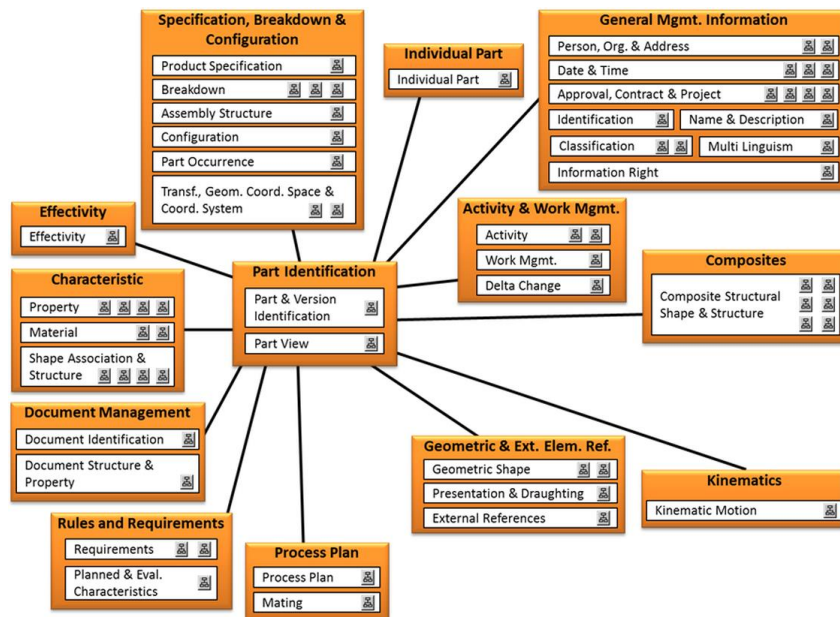 Specification, Breakdown &
Configuration
Product Specification
Breakdown
Assembly Structure
Configuration
Part Occurrence
Transf., Geom. Coord. Space &
Coord. System
Individual Part
Individual Part
General Mgmt. Information
Person, Org. & Address
Date & Time
Approval, Contract & Project
Identification
Name & Description
Classification
Multi Linguism
Information Right
Effectivity
Effectivity
Activity & Work Mgmt.
Activity
Work Mgmt.
Delta Change
Characteristic
Property
Material
Shape Association &
Structure
Part Identification
Part & Version
Identification
Part View
Composites
Composite Structural
Shape & Structure
Document Management
Document Identification
Document Structure &
Property
Geometric & Ext. Elem. Ref.
Geometric Shape
Presentation & Draughting
External References
Kinematics
Kinematic Motion
Rules and Requirements
Requirements
Planned & Eval.
Characteristics
Process Plan
Process Plan
Mating